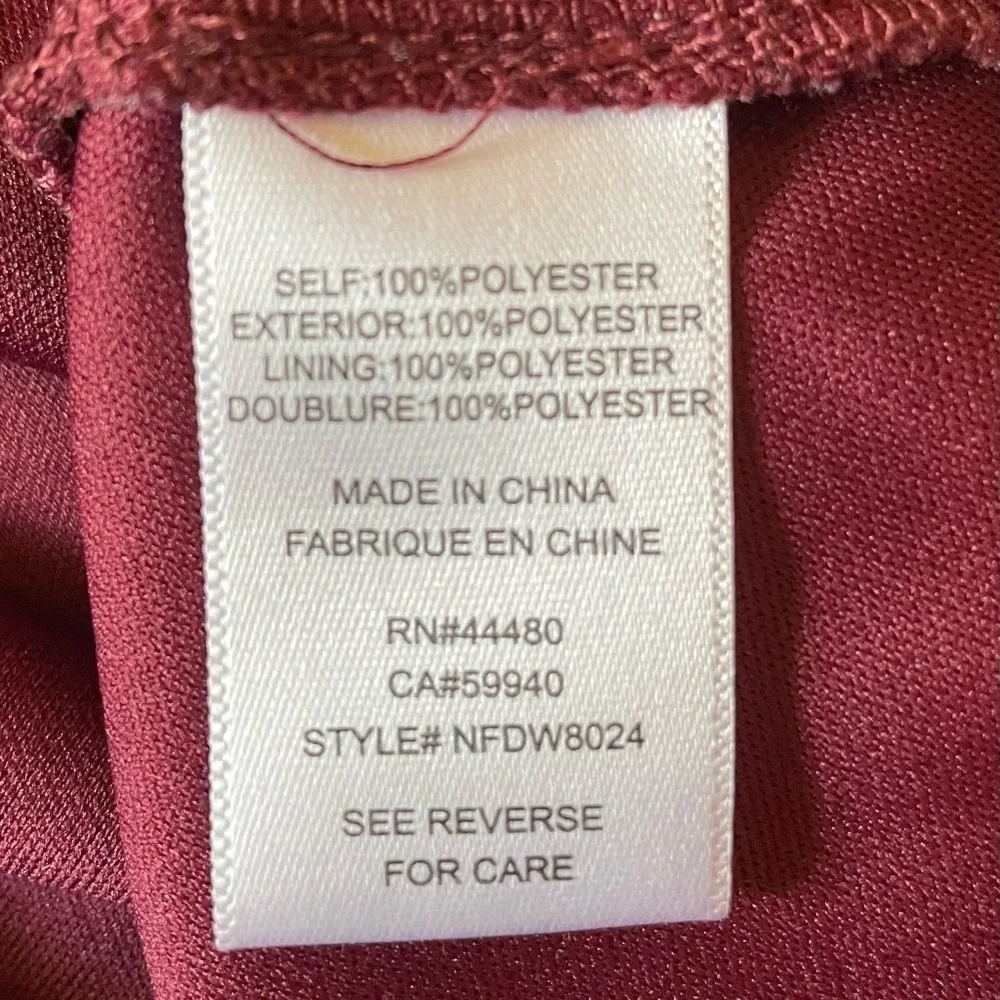 SELF:100%POLYESTER
EXTERIOR:100%POLYESTER
LINING:100%POLYESTER
DOUBLURE:100%POLYESTER
MADE IN CHINA
FABRIQUE EN CHINE
RN#44480
CA#59940
STYLE# NFDW8024
SEE REVERSE
FOR CARE